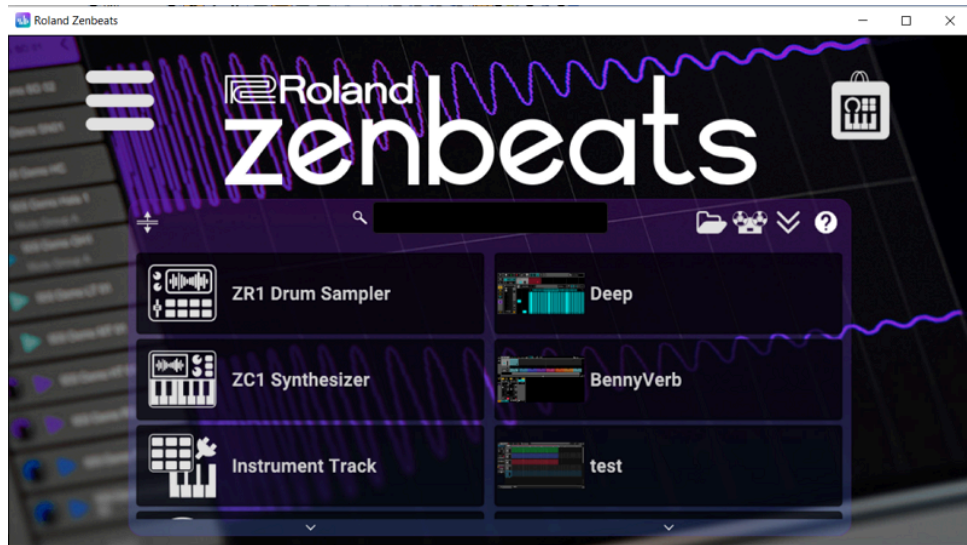 Roland Zenbeats
Roland
zenbeats
ZR1 Drum Sampler
Deep
ZC1 Synthesizer
BennyVerb
Instrument Track
test